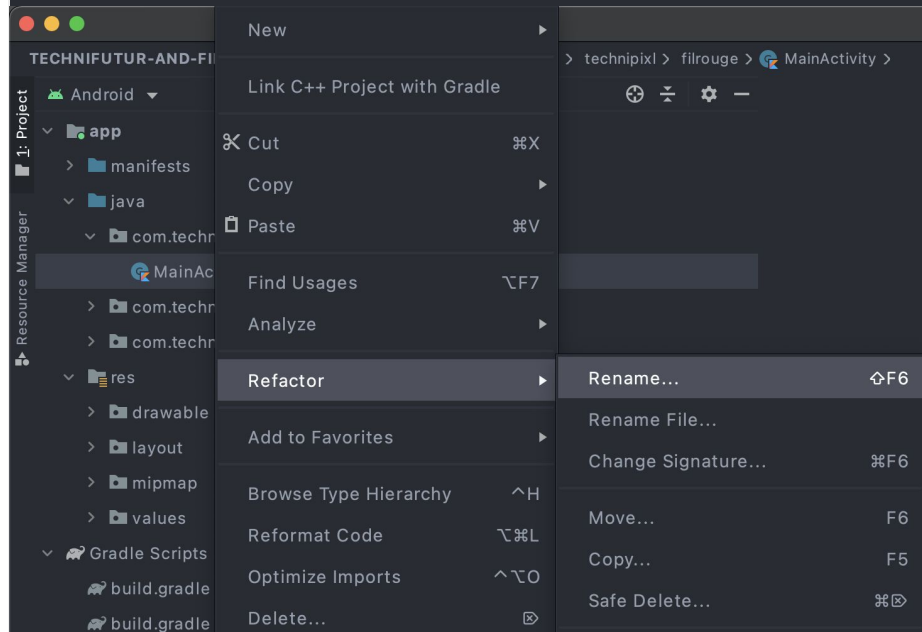 TECHNIFUTUR-AND-FI
technipixl > filrouge > MainActivity >
1: Project
Resource Manager
Android
app
manifests
java
com.techn
MainAc
com.techn
com.techn
res
drawable
layout
mipmap
values
Gradle Scripts
build.gradle
build.gradle
New
Link C++ Project with Gradle
Cut ⌘X
Copy
Paste ⌘V
Find Usages ⌥F7
Analyze
Refactor
Add to Favorites
Browse Type Hierarchy ^H
Reformat Code ⌥⌘L
Optimize Imports ^⌥O
Delete... ⌦
Rename... ⇧F6
Rename File...
Change Signature... ⌘F6
Move... F6
Copy... F5
Safe Delete... ⌘⌦